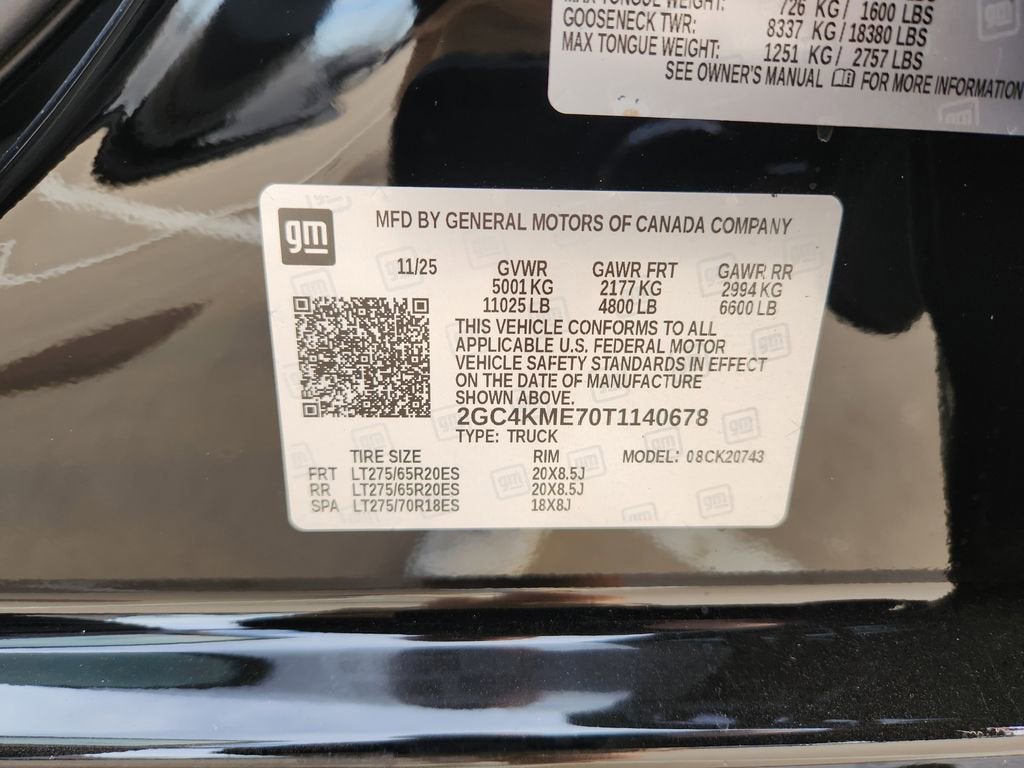 MAX TONGUE WEIGHT: 726 KG/ 1600 LBS
GOOSENECK TWR: 8337 KG/18380 LBS
MAX TONGUE WEIGHT: 1251 KG/ 2757 LBS
SEE OWNER'S MANUAL FOR MORE INFORMATION
gm MFD BY GENERAL MOTORS OF CANADA COMPANY
11/25 GVWR GAWR FRT GAWR RR
5001 KG 2177 KG 2994 KG
11025 LB 4800 LB 6600 LB
THIS VEHICLE CONFORMS TO ALL
APPLICABLE U.S. FEDERAL MOTOR
VEHICLE SAFETY STANDARDS IN EFFECT
ON THE DATE OF MANUFACTURE
SHOWN ABOVE.
2GC4KME70T1140678
TYPE: TRUCK
TIRE SIZE RIM MODEL: 08CK20743
FRT LT275/65R20ES 20X8.5J
RR LT275/65R20ES 20X8.5J
SPA LT275/70R18ES 18X8J